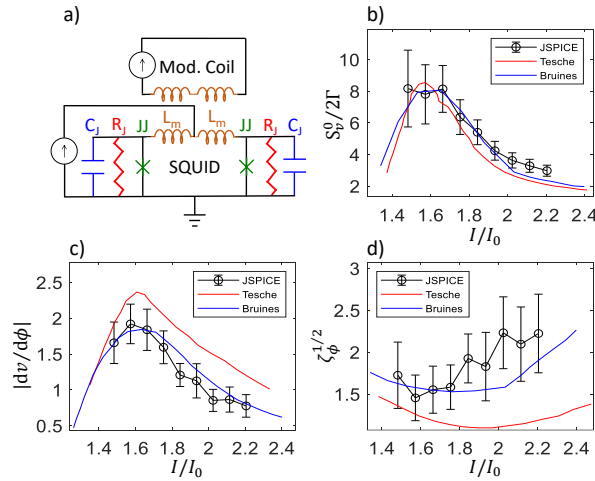 a)
Mod. Coil
C_J R_J JJ L_m L_m JJ R_J C_J
SQUID
b)
JSPICE
Tesche
Bruines
S_v^0/2Γ
10
8
6
4
2
1.4 1.6 1.8 2 2.2 2.4
I/I_0
c)
JSPICE
Tesche
Bruines
|dv/dϕ|
2.5
2
1.5
1
0.5
1.4 1.6 1.8 2 2.2 2.4
I/I_0
d)
JSPICE
Tesche
Bruines
ζ_ϕ^1/2
3
2.5
2
1.5
1.4 1.6 1.8 2 2.2 2.4
I/I_0